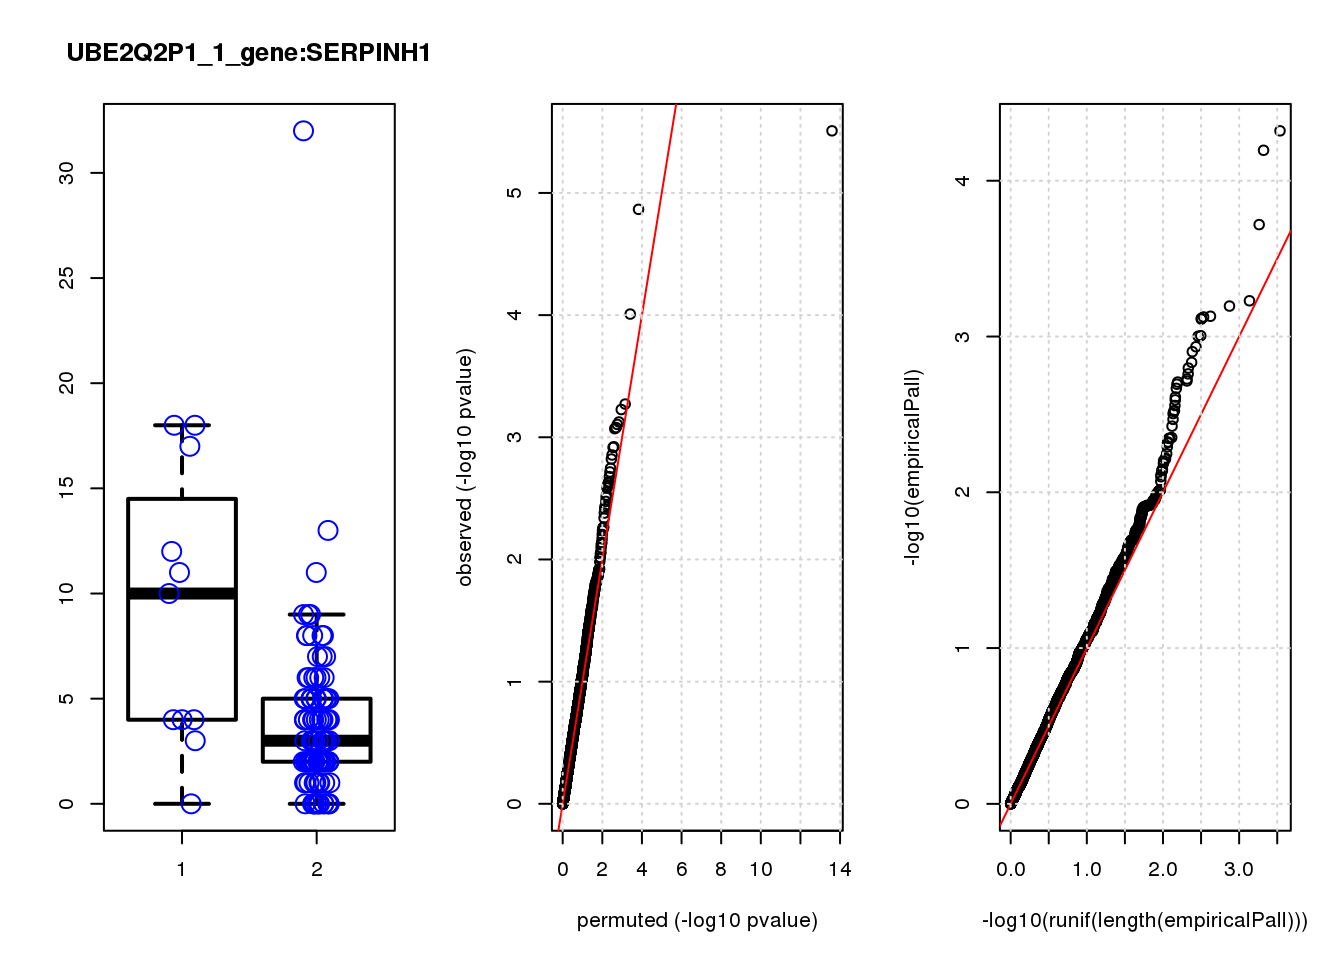 UBE2Q2P1_1_gene:SERPINH1
30
25
20
15
10
5
0
1 2
observed (-log10 pvalue)
5
4
3
2
1
0
0 2 4 6 8 10 14
permuted (-log10 pvalue)
-log10(empiricalPall)
4
3
2
1
0
0.0 1.0 2.0 3.0
-log10(runif(length(empiricalPall)))